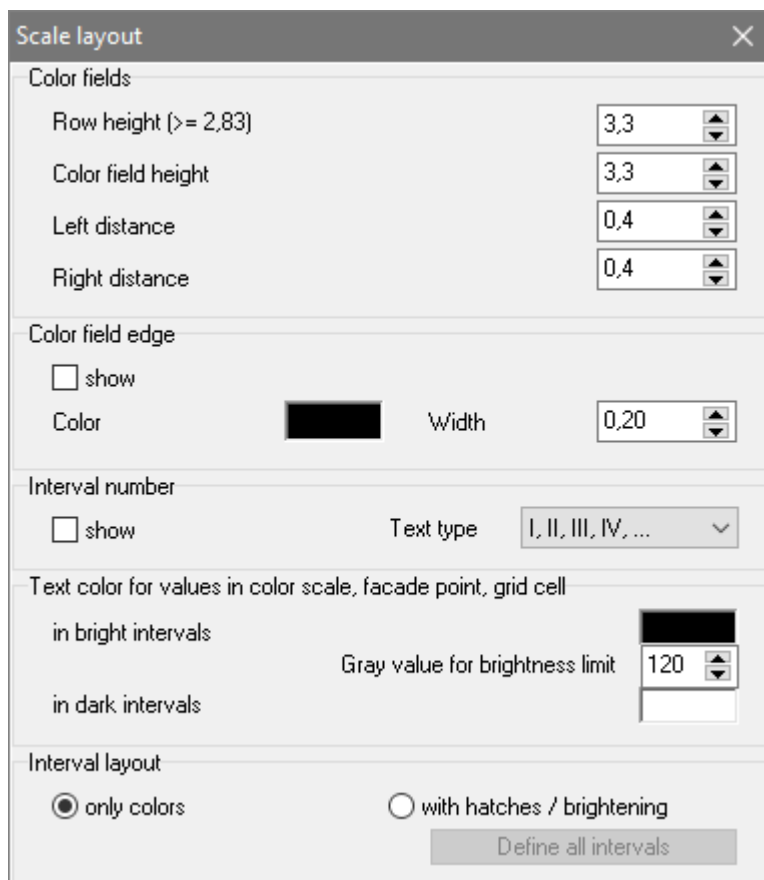 Scale layout
Color fields
Row height (>= 2,83) 3,3
Color field height 3,3
Left distance 0,4
Right distance 0,4
Color field edge
show
Color Width 0,20
Interval number
show Text type I, II, III, IV, ...
Text color for values in color scale, facade point, grid cell
in bright intervals
Gray value for brightness limit 120
in dark intervals
Interval layout
only colors with hatches / brightening
Define all intervals